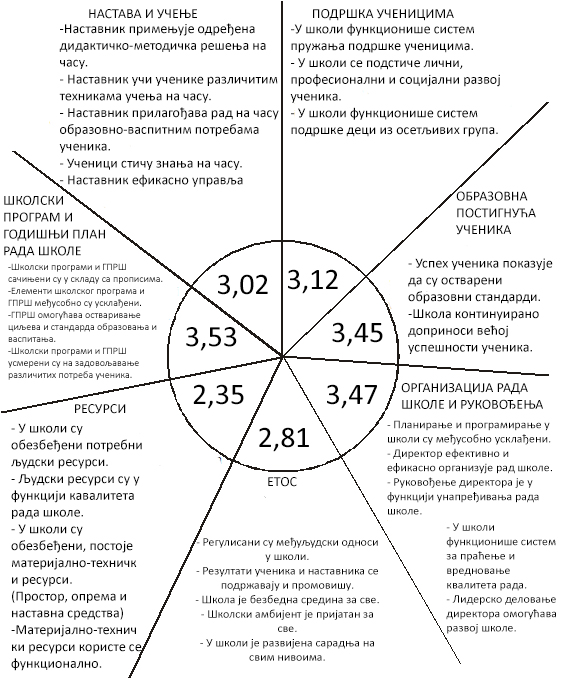 НАСТАВА И УЧЕЊЕ
-Наставник примењује одређена
дидактичко-методичка решења на
часу.
- Наставник учи ученике различитим
техникама учења на часу.
- Наставник прилагођава рад на часу
образовно-васпитним потребама
ученика.
- Ученици стичу знања на часу.
- Наставник ефикасно управља
ПОДРШКА УЧЕНИЦИМА
-У школи функционише систем
пружања подршке ученицима.
- У школи се подстиче лични,
професионални и социјални развој
ученика.
- У школи функционише систем
подршке деци из осетљивих група.
ОБРАЗОВНА
ПОСТИГНУЋА
УЧЕНИКА
- Успех ученика показује
да су остварени
образовни стандарди.
-Школа континуирано
доприноси већој
успешности ученика.
ШКОЛСКИ
ПРОГРАМ И
ГОДИШЊИ ПЛАН
РАДА ШКОЛЕ
-Школски програми и ГПРШ
сачињени су у складу са прописима.
-Елементи школског програма и
ГПРШ међусобно су усклађени.
-ГПРШ омогућава остваривање
циљева и стандарда образовања и
васпитања.
-Школски програми и ГПРШ
усмерени су на задовољавање
различитих потреба ученика.
3,02
3,12
3,53
3,45
2,35
3,47
2,81
ОРГАНИЗАЦИЈА РАДА
ШКОЛЕ И РУКОВОЂЕЊА
- Планирање и програмирање у
школи су међусобно усклађени.
- Директор ефективно и
ефикасно организује рад школе.
- Руковођење директора је у
функцији унапређивања рада
школе.
- У школи
функционише систем
за праћење и
вредновање
квалитета рада.
- Лидерско деловање
директора омогућава
развој школе.
РЕСУРСИ
- У школи су
обезбеђени потребни
људски ресурси.
- Људски ресурси су у
функцији кавалитета
рада школе.
- У школи су
обезбеђени, постоје
материјално-техничк
и ресурси.
(Простор, опрема и
наставна средства)
-Материјално-технич
ки ресурси користе се
функционално.
ЕТОС
- Регулисани су међуљудски односи
у школи.
- Резултати ученика и наставника се
подржавају и промовишу.
- Школа је безбедна средина за све.
- Школски амбијент је пријатан за
све.
- У школи је развијена сарадња на
свим нивоима.